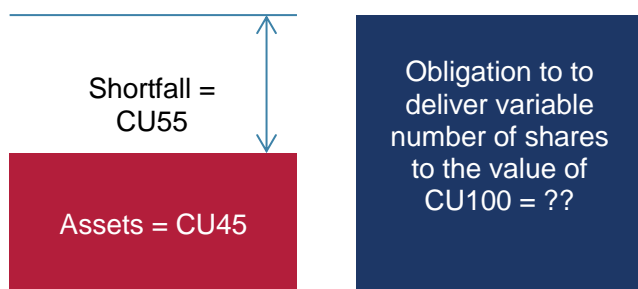 Shortfall =
CU55
Assets = CU45
Obligation to to
deliver variable
number of shares
to the value of
CU100 = ??